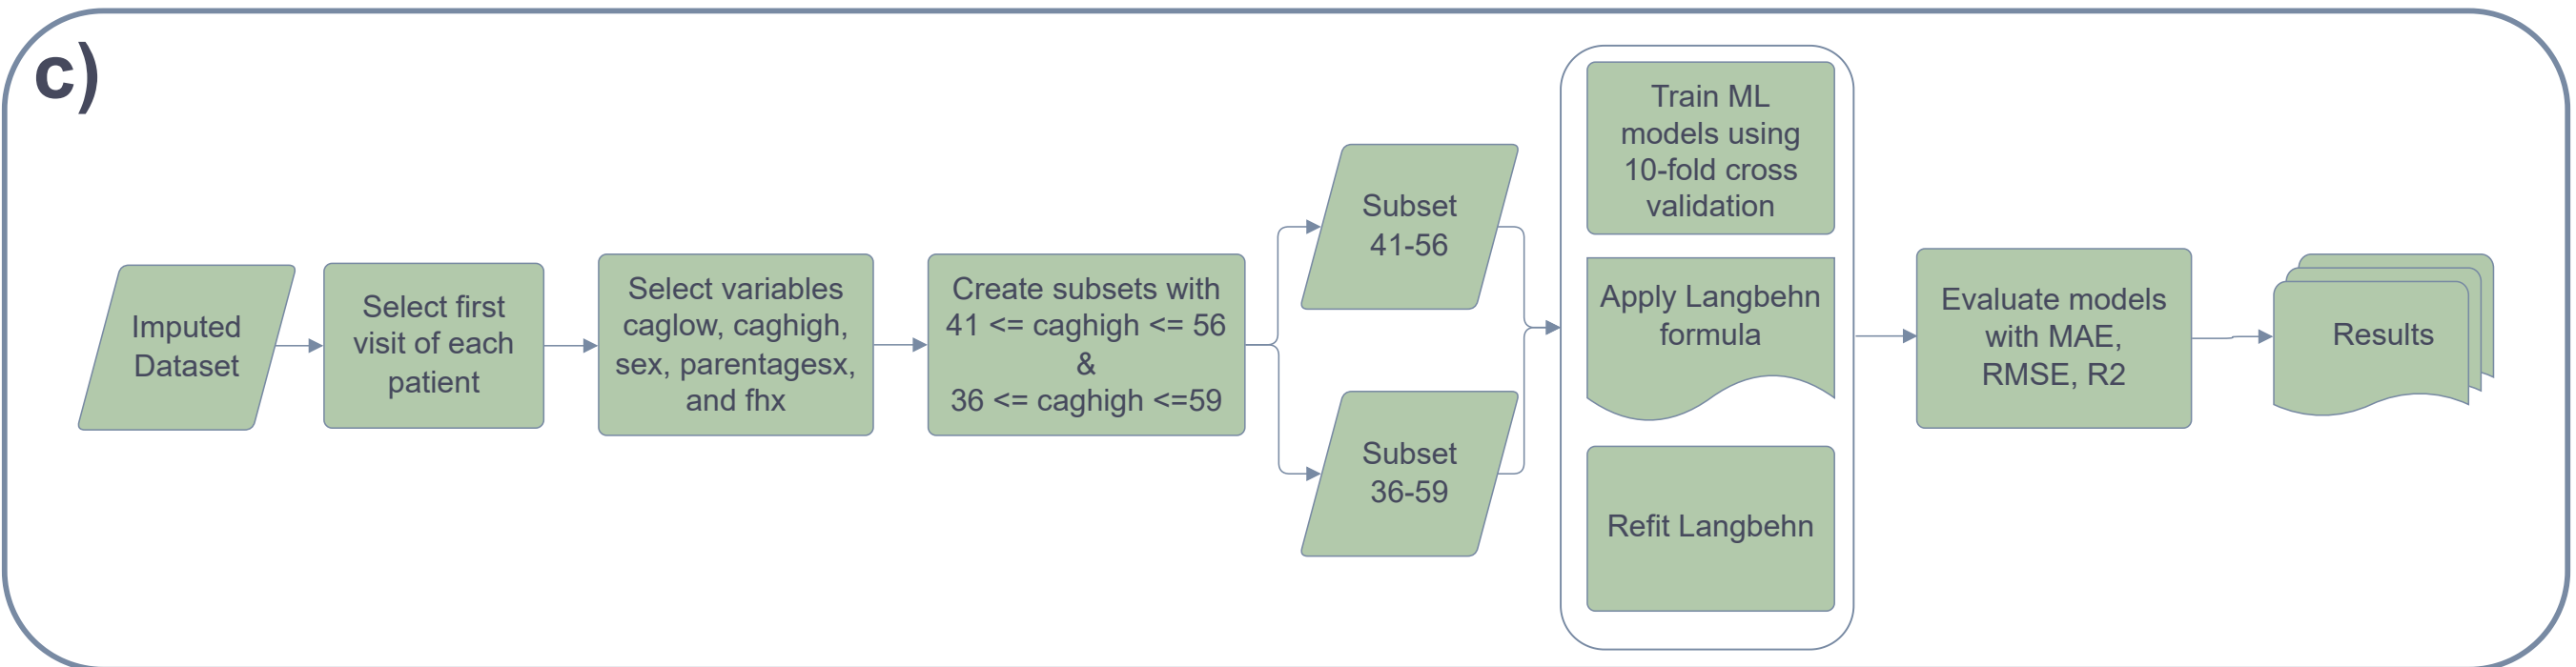 c)
Imputed
Dataset
Select first
visit of each
patient
Select variables
caglow, caghigh,
sex, parentagesx,
and fhx
Create subsets with
41 <= caghigh <= 56
&
36 <= caghigh <=59
Subset
41-56
Subset
36-59
Train ML
models using
10-fold cross
validation
Apply Langbehn
formula
Refit Langbehn
Evaluate models
with MAE,
RMSE, R2
Results